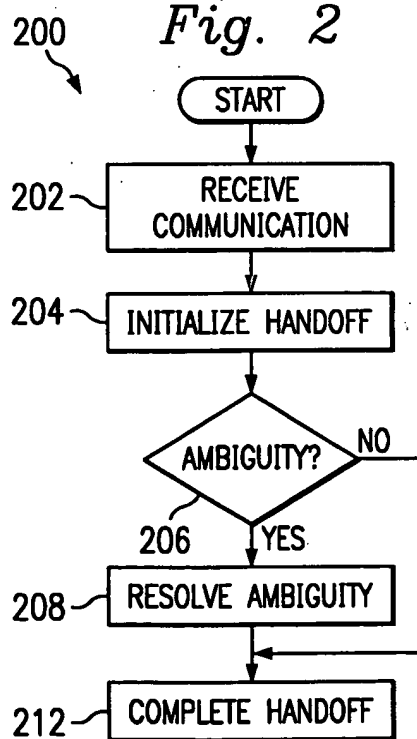 Fig. 2
200
START
202
RECEIVE
COMMUNICATION
204
INITIALIZE HANDOFF
AMBIGUITY?
NO
206
YES
208
RESOLVE AMBIGUITY
212
COMPLETE HANDOFF